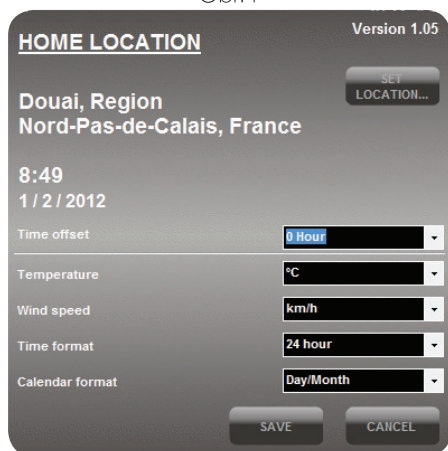 Version 1.05
HOME LOCATION
SET
LOCATION...
Douai, Region
Nord-Pas-de-Calais, France
8:49
1 / 2 / 2012
Time offset 0 Hour
Temperature °C
Wind speed km/h
Time format 24 hour
Calendar format Day/Month
SAVE CANCEL